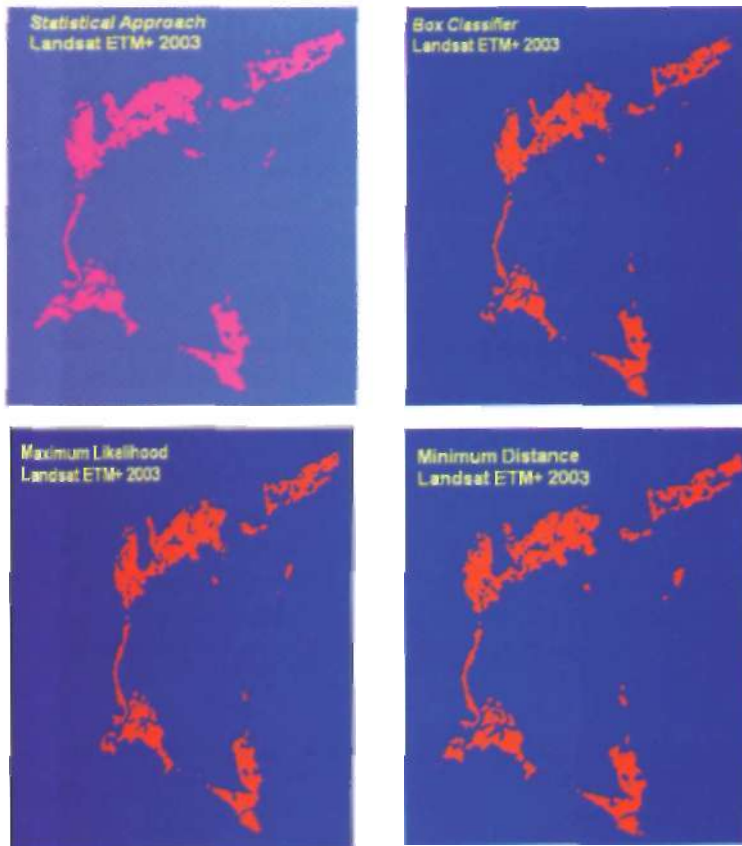 Statistical Approach
Landsat ETM+ 2003
Box Classifier
Landsat ETM+ 2003
Maximum Likelihood
Landsat ETM+ 2003
Minimum Distance
Landsat ETM+ 2003